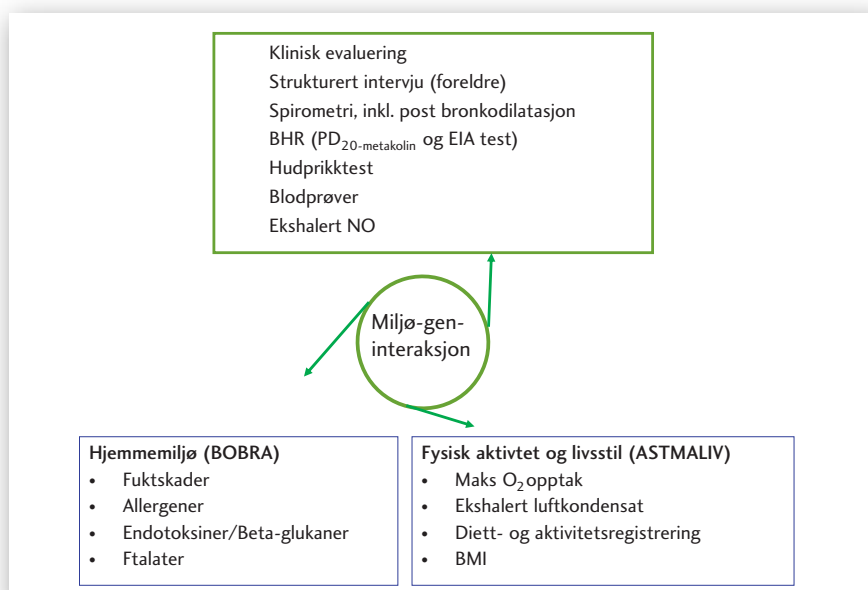 Klinisk evaluering
Strukturert intervju (foreldre)
Spirometri, inkl. post bronkodilatasjon
BHR (PD20-metakolin og EIA test)
Hudprikktest
Blodprøver
Ekshalert NO
Miljø-gen-
interaksjon
Hjemmemiljø (BOBRA)
• Fuktskader
• Allergener
• Endotoksiner/Beta-glukaner
• Ftalater
Fysisk aktivtet og livsstil (ASTMALIV)
• Maks O2 opptak
• Ekshalert luftkondensat
• Diett- og aktivitetsregistrering
• BMI